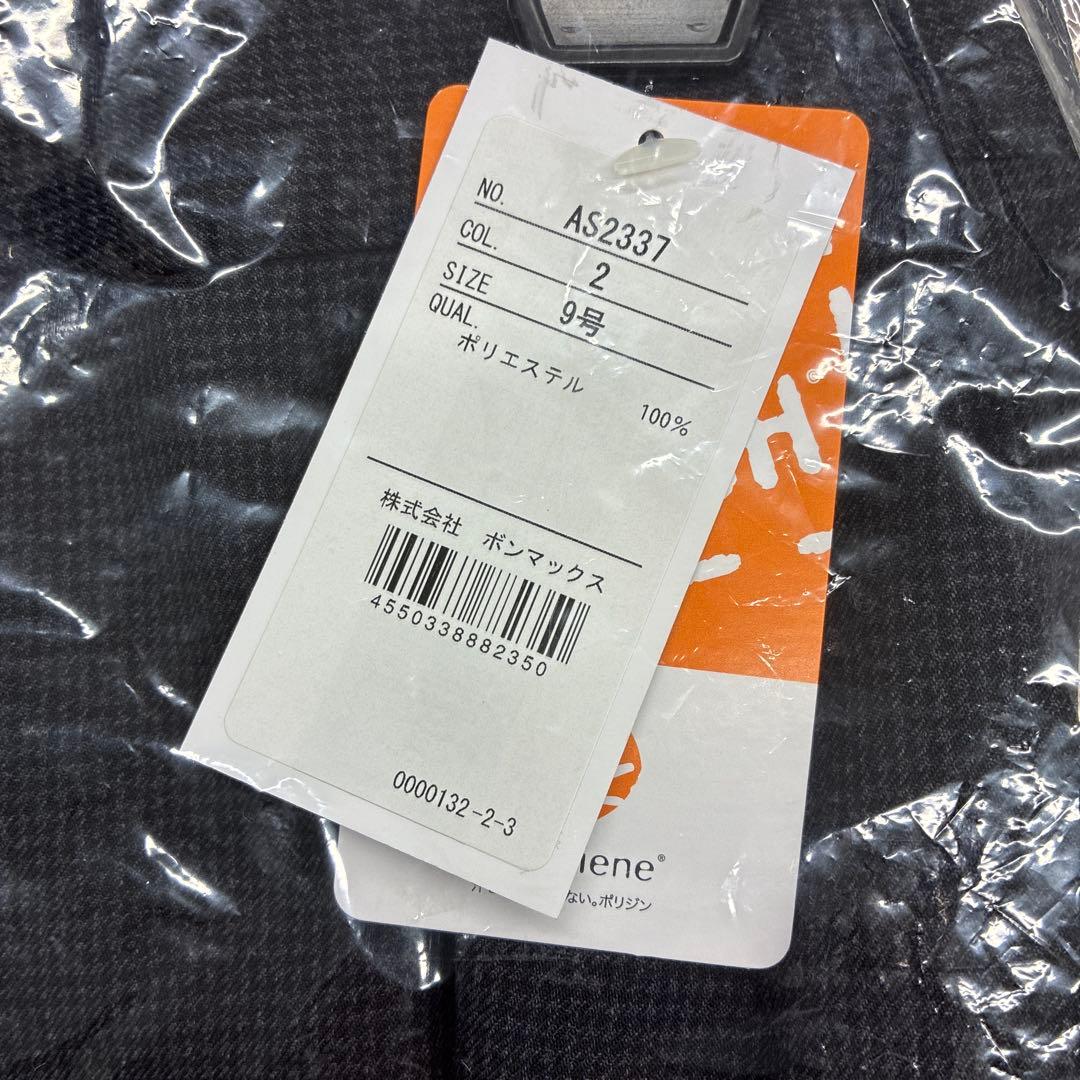 NO. AS2337
COL. 2
SIZE 9号
QUAL.
ポリエステル
100%
株式会社 ボンマックス
4550338882350
0000132-2-3
iene®
ない。ポリジン